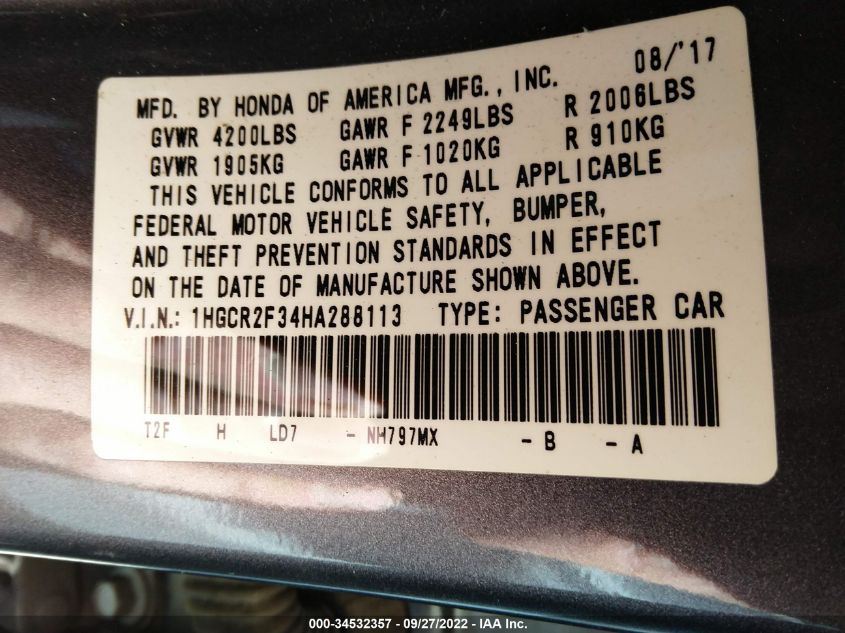 08/'17
MFD. BY HONDA OF AMERICA MFG., INC.
GVWR 4200LBS GAWR F 2249LBS R 2006LBS
GVWR 1905KG GAWR F 1020KG R 910KG
THIS VEHICLE CONFORMS TO ALL APPLICABLE
FEDERAL MOTOR VEHICLE SAFETY, BUMPER,
AND THEFT PREVENTION STANDARDS IN EFFECT
ON THE DATE OF MANUFACTURE SHOWN ABOVE.
V.I.N.: 1HGCR2F34HA288113 TYPE: PASSENGER CAR
T2F H LD7 - NH797MX - B - A
000-34532357 - 09/27/2022 - IAA Inc.